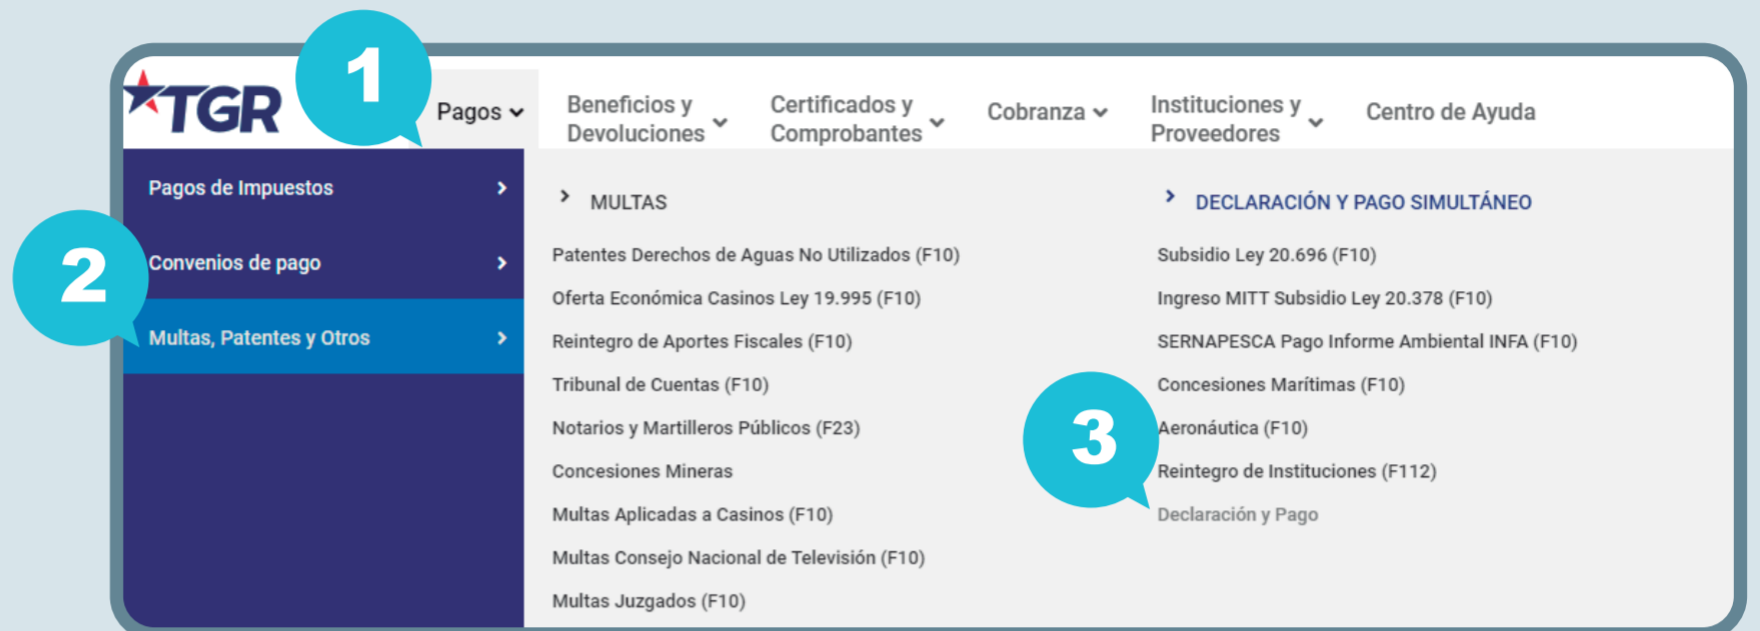 1
TGR
Pagos
Beneficios y
Devoluciones
Certificados y
Comprobantes
Cobranza
Instituciones y
Proveedores
Centro de Ayuda
2
Pagos de Impuestos
Convenios de pago
Multas, Patentes y Otros
MULTAS
Patentes Derechos de Aguas No Utilizados (F10)
Oferta Económica Casinos Ley 19.995 (F10)
Reintegro de Aportes Fiscales (F10)
Tribunal de Cuentas (F10)
Notarios y Martilleros Públicos (F23)
Concesiones Mineras
Multas Aplicadas a Casinos (F10)
Multas Consejo Nacional de Televisión (F10)
Multas Juzgados (F10)
DECLARACIÓN Y PAGO SIMULTÁNEO
Subsidio Ley 20.696 (F10)
Ingreso MITT Subsidio Ley 20.378 (F10)
SERNAPESCA Pago Informe Ambiental INFA (F10)
Concesiones Marítimas (F10)
3
Aeronáutica (F10)
Reintegro de Instituciones (F112)
Declaración y Pago